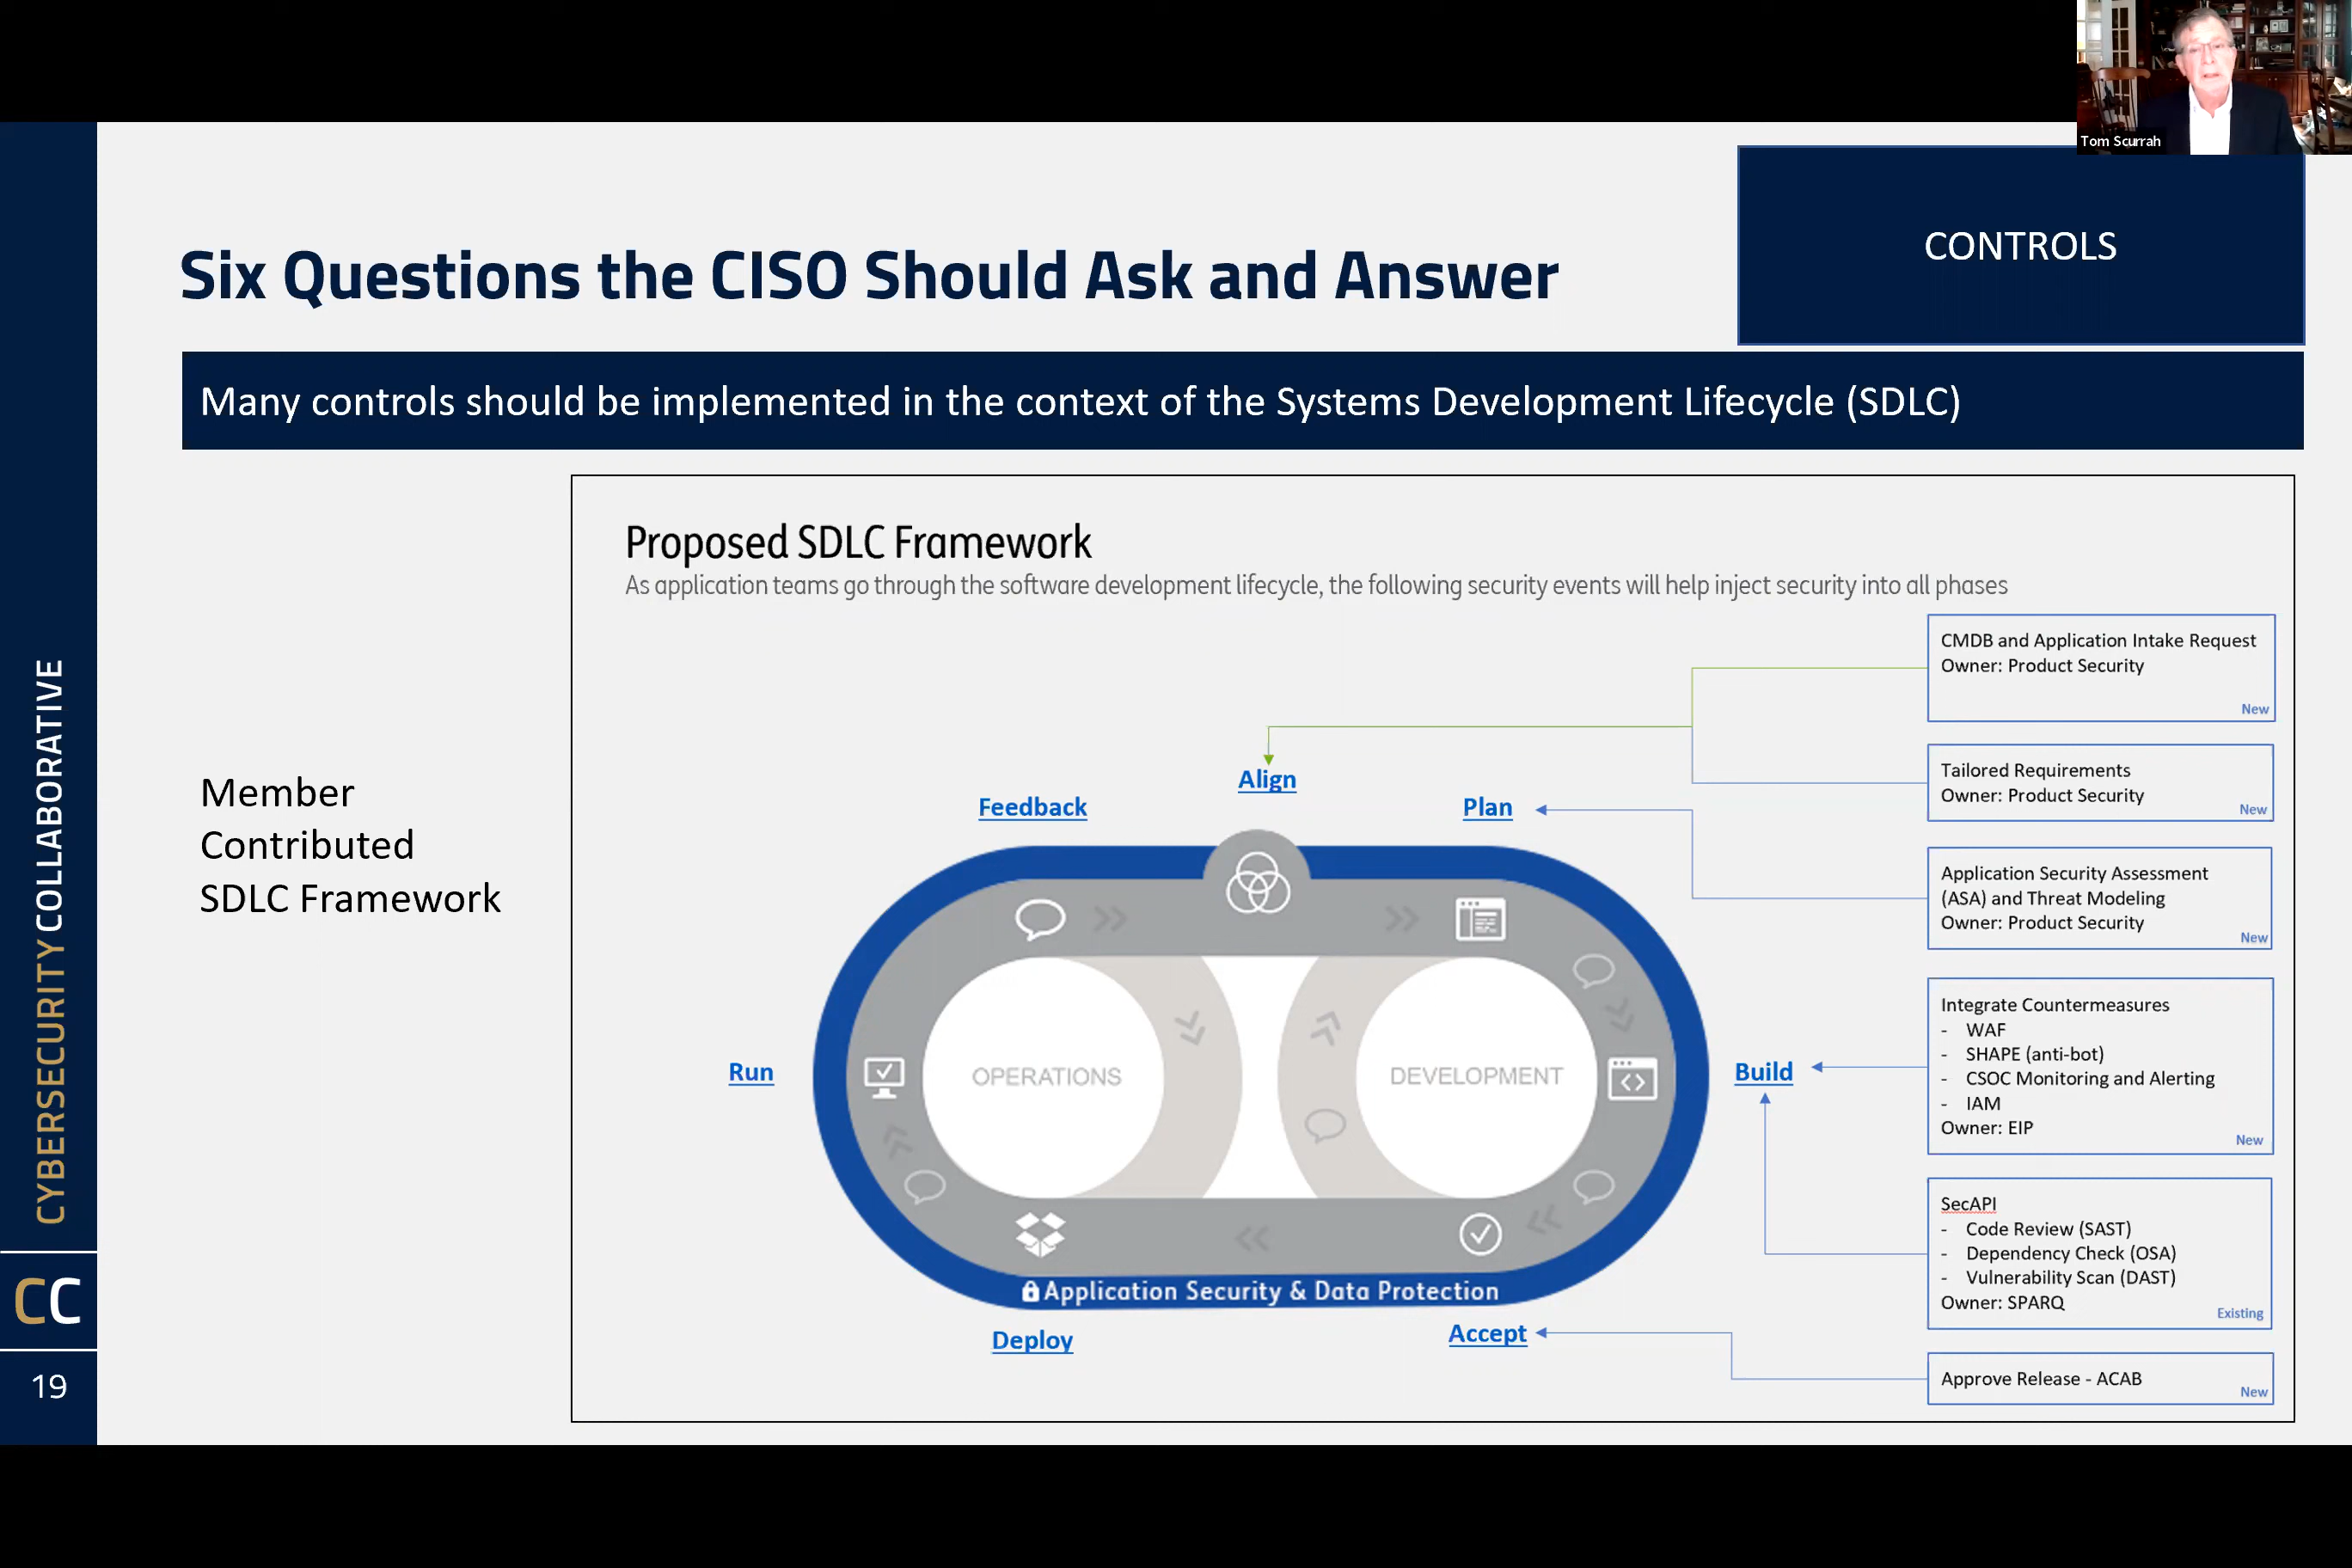 Tom Scurrah
CONTROLS
Six Questions the CISO Should Ask and Answer
Many controls should be implemented in the context of the Systems Development Lifecycle (SDLC)
Member
Contributed
SDLC Framework
Proposed SDLC Framework
As application teams go through the software development lifecycle, the following security events will help inject security into all phases
CMDB and Application Intake Request
Owner: Product Security
New
Tailored Requirements
Owner: Product Security
New
Application Security Assessment
(ASA) and Threat Modeling
Owner: Product Security
New
Integrate Countermeasures
- WAF
- SHAPE (anti-bot)
- CSOC Monitoring and Alerting
- IAM
Owner: EIP
New
SecAPI
- Code Review (SAST)
- Dependency Check (OSA)
- Vulnerability Scan (DAST)
Owner: SPARQ
Existing
Approve Release - ACAB
New
Align
Feedback
Plan
Run
OPERATIONS
DEVELOPMENT
Build
Application Security & Data Protection
Deploy
Accept
CYBERSECURITY COLLABORATIVE
CC
19